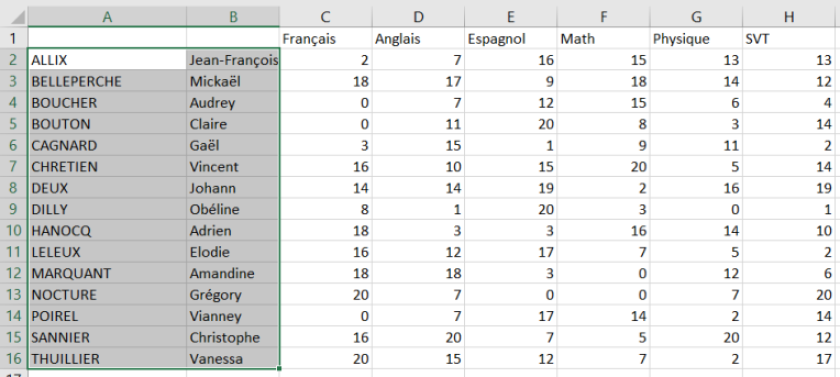 A B C D E F G H
1 Français Anglais Espagnol Math Physique SVT
2 ALLIX Jean-François 2 7 16 15 13 13
3 BELLEPERCHE Mickaël 18 17 9 18 14 12
4 BOUCHER Audrey 0 7 12 15 6 4
5 BOUTON Claire 0 11 20 8 3 14
6 CAGNARD Gaël 3 15 1 9 11 2
7 CHRETIEN Vincent 16 10 15 20 5 14
8 DEUX Johann 14 14 19 2 16 19
9 DILLY Obéline 8 1 20 3 0 1
10 HANOCQ Adrien 18 3 3 16 14 10
11 LELEUX Elodie 16 12 17 7 5 2
12 MARQUANT Amandine 18 18 3 0 12 6
13 NOCTURE Grégory 20 7 0 0 7 20
14 POIREL Vianney 0 7 17 14 2 14
15 SANNIER Christophe 16 20 7 5 20 12
16 THUILLIER Vanessa 20 15 12 7 2 17